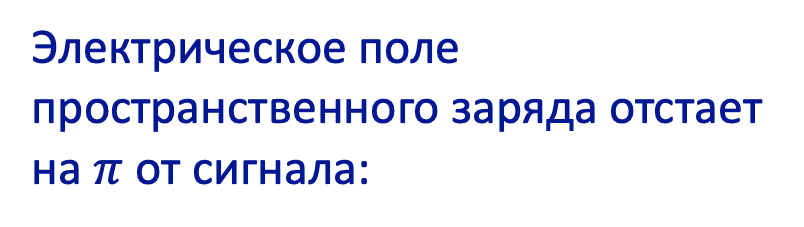 Электрическое поле
пространственного заряда отстает
на π от сигнала: